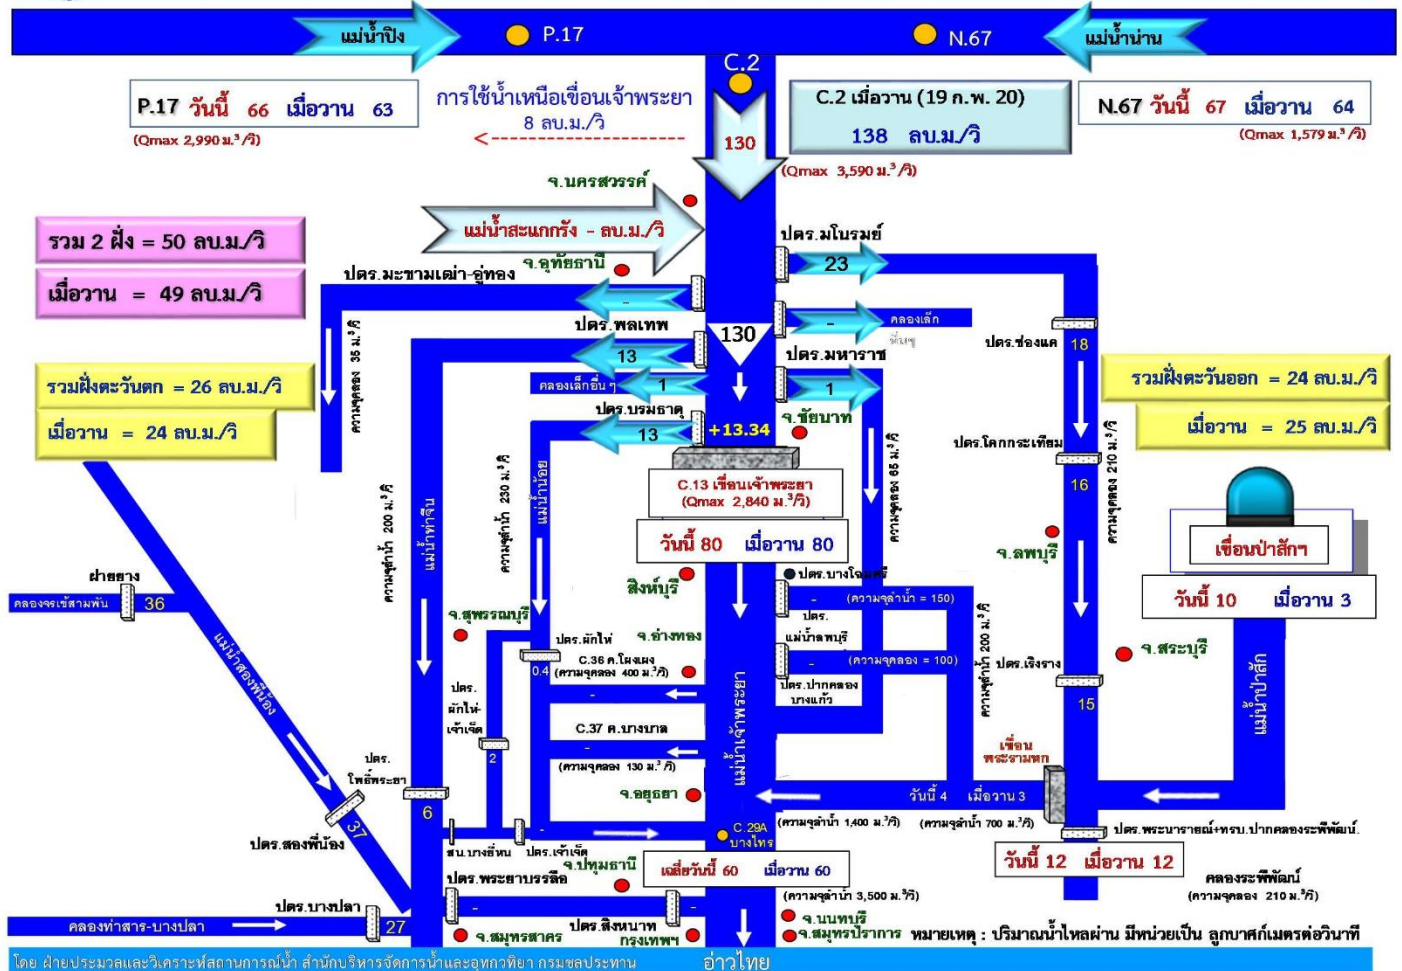 แม่น้ำปิง
P.17
N.67
แม่น้ำน่าน
C.2
P.17 วันนี้ 66 เมื่อวาน 63
(Qmax 2,990 ม.³/วิ)
การใช้น้ำเหนือเขื่อนเจ้าพระยา
8 ลบ.ม./วิ
130
C.2 เมื่อวาน (19 ก.พ. 20)
138 ลบ.ม./วิ
(Qmax 3,590 ม.³/วิ)
N.67 วันนี้ 67 เมื่อวาน 64
(Qmax 1,579 ม.³/วิ)
จ.นครสวรรค์
แม่น้ำสะแกกรัง - ลบ.ม./วิ
รวม 2 ฝั่ง = 50 ลบ.ม./วิ
เมื่อวาน = 49 ลบ.ม./วิ
จ.อุทัยธานี
ปตร.มะขามเฒ่า-อู่ทอง
-
ความจุคลอง 35 ม.³/วิ
ปตร.มโนรมย์
23
-
คลองเล็ก
อื่นๆ
ปตร.พลเทพ
13
130
ปตร.มหาราช
1
คลองเล็กอื่น ๆ
1
ปตร.บรมธาตุ
13
+13.34
จ.ชัยนาท
ปตร.ช่องแค
18
รวมฝั่งตะวันตก = 26 ลบ.ม./วิ
เมื่อวาน = 24 ลบ.ม./วิ
รวมฝั่งตะวันออก = 24 ลบ.ม./วิ
เมื่อวาน = 25 ลบ.ม./วิ
ปตร.โคกกระเทียม
16
ความจุคลอง 210 ม.³/วิ
ความจุคลอง 65 ม.³/วิ
C.13 เขื่อนเจ้าพระยา
(Qmax 2,840 ม.³/วิ)
วันนี้ 80 เมื่อวาน 80
ความจุลำน้ำ 200 ม.³/วิ
แม่น้ำท่าจีน
ความจุลำน้ำ 230 ม.³/วิ
แม่น้ำน้อย
เขื่อนป่าสักฯ
วันนี้ 10 เมื่อวาน 3
จ.ลพบุรี
สิงห์บุรี
ปตร.บางโฉมศรี
-
(ความจุลำน้ำ = 150)
ปตร.
แม่น้ำลพบุรี
-
(ความจุคลอง = 100)
ปตร.ปากคลอง
บางแก้ว
ความจุลำน้ำ 200 ม.³/วิ
ฝายยาง
คลองจรเข้สามพัน
36
แม่น้ำสองพี่น้อง
จ.สุพรรณบุรี
จ.อ่างทอง
ปตร.ผักไห่
0.4
C.36 ค.โผงเผง
(ความจุคลอง 400 ม.³/วิ)
-
ปตร.
ผักไห่-
เจ้าเจ็ด
2
C.37 ค.บางบาล
-
(ความจุคลอง 130 ม.³/วิ)
แม่น้ำเจ้าพระยา
จ.สระบุรี
ปตร.เริงราง
15
แม่น้ำป่าสัก
เขื่อน
พระรามหก
วันนี้ 4 เมื่อวาน 3
(ความจุลำน้ำ 1,400 ม.³/วิ)
(ความจุลำน้ำ 700 ม.³/วิ)
จ.อยุธยา
ปตร.
โพธิ์พระยา
6
37
ปตร.สองพี่น้อง
สน.บางยี่หน
ปตร.เจ้าเจ็ด
-
C.29A
บางไทร
ปตร.พระนารายณ์+ทรบ.ปากคลองระพีพัฒน์.
วันนี้ 12 เมื่อวาน 12
คลองระพีพัฒน์
(ความจุคลอง 210 ม.³/วิ)
จ.ปทุมธานี
เฉลี่ยวันนี้ 60 เมื่อวาน 60
(ความจุลำน้ำ 3,500 ม.³/วิ)
ปตร.พระยาบรรลือ
-
-
ปตร.สิงหนาท
ปตร.บางปลา
คลองท่าสาร-บางปลา
27
จ.สมุทรสาคร
กรุงเทพฯ
จ.นนทบุรี
จ.สมุทรปราการ
หมายเหตุ : ปริมาณน้ำไหลผ่าน มีหน่วยเป็น ลูกบาศก์เมตรต่อวินาที
โดย ฝ่ายประมวลและวิเคราะห์สถานการณ์น้ำ สำนักบริหารจัดการน้ำและอุทกวิทยา กรมชลประทาน
อ่าวไทย